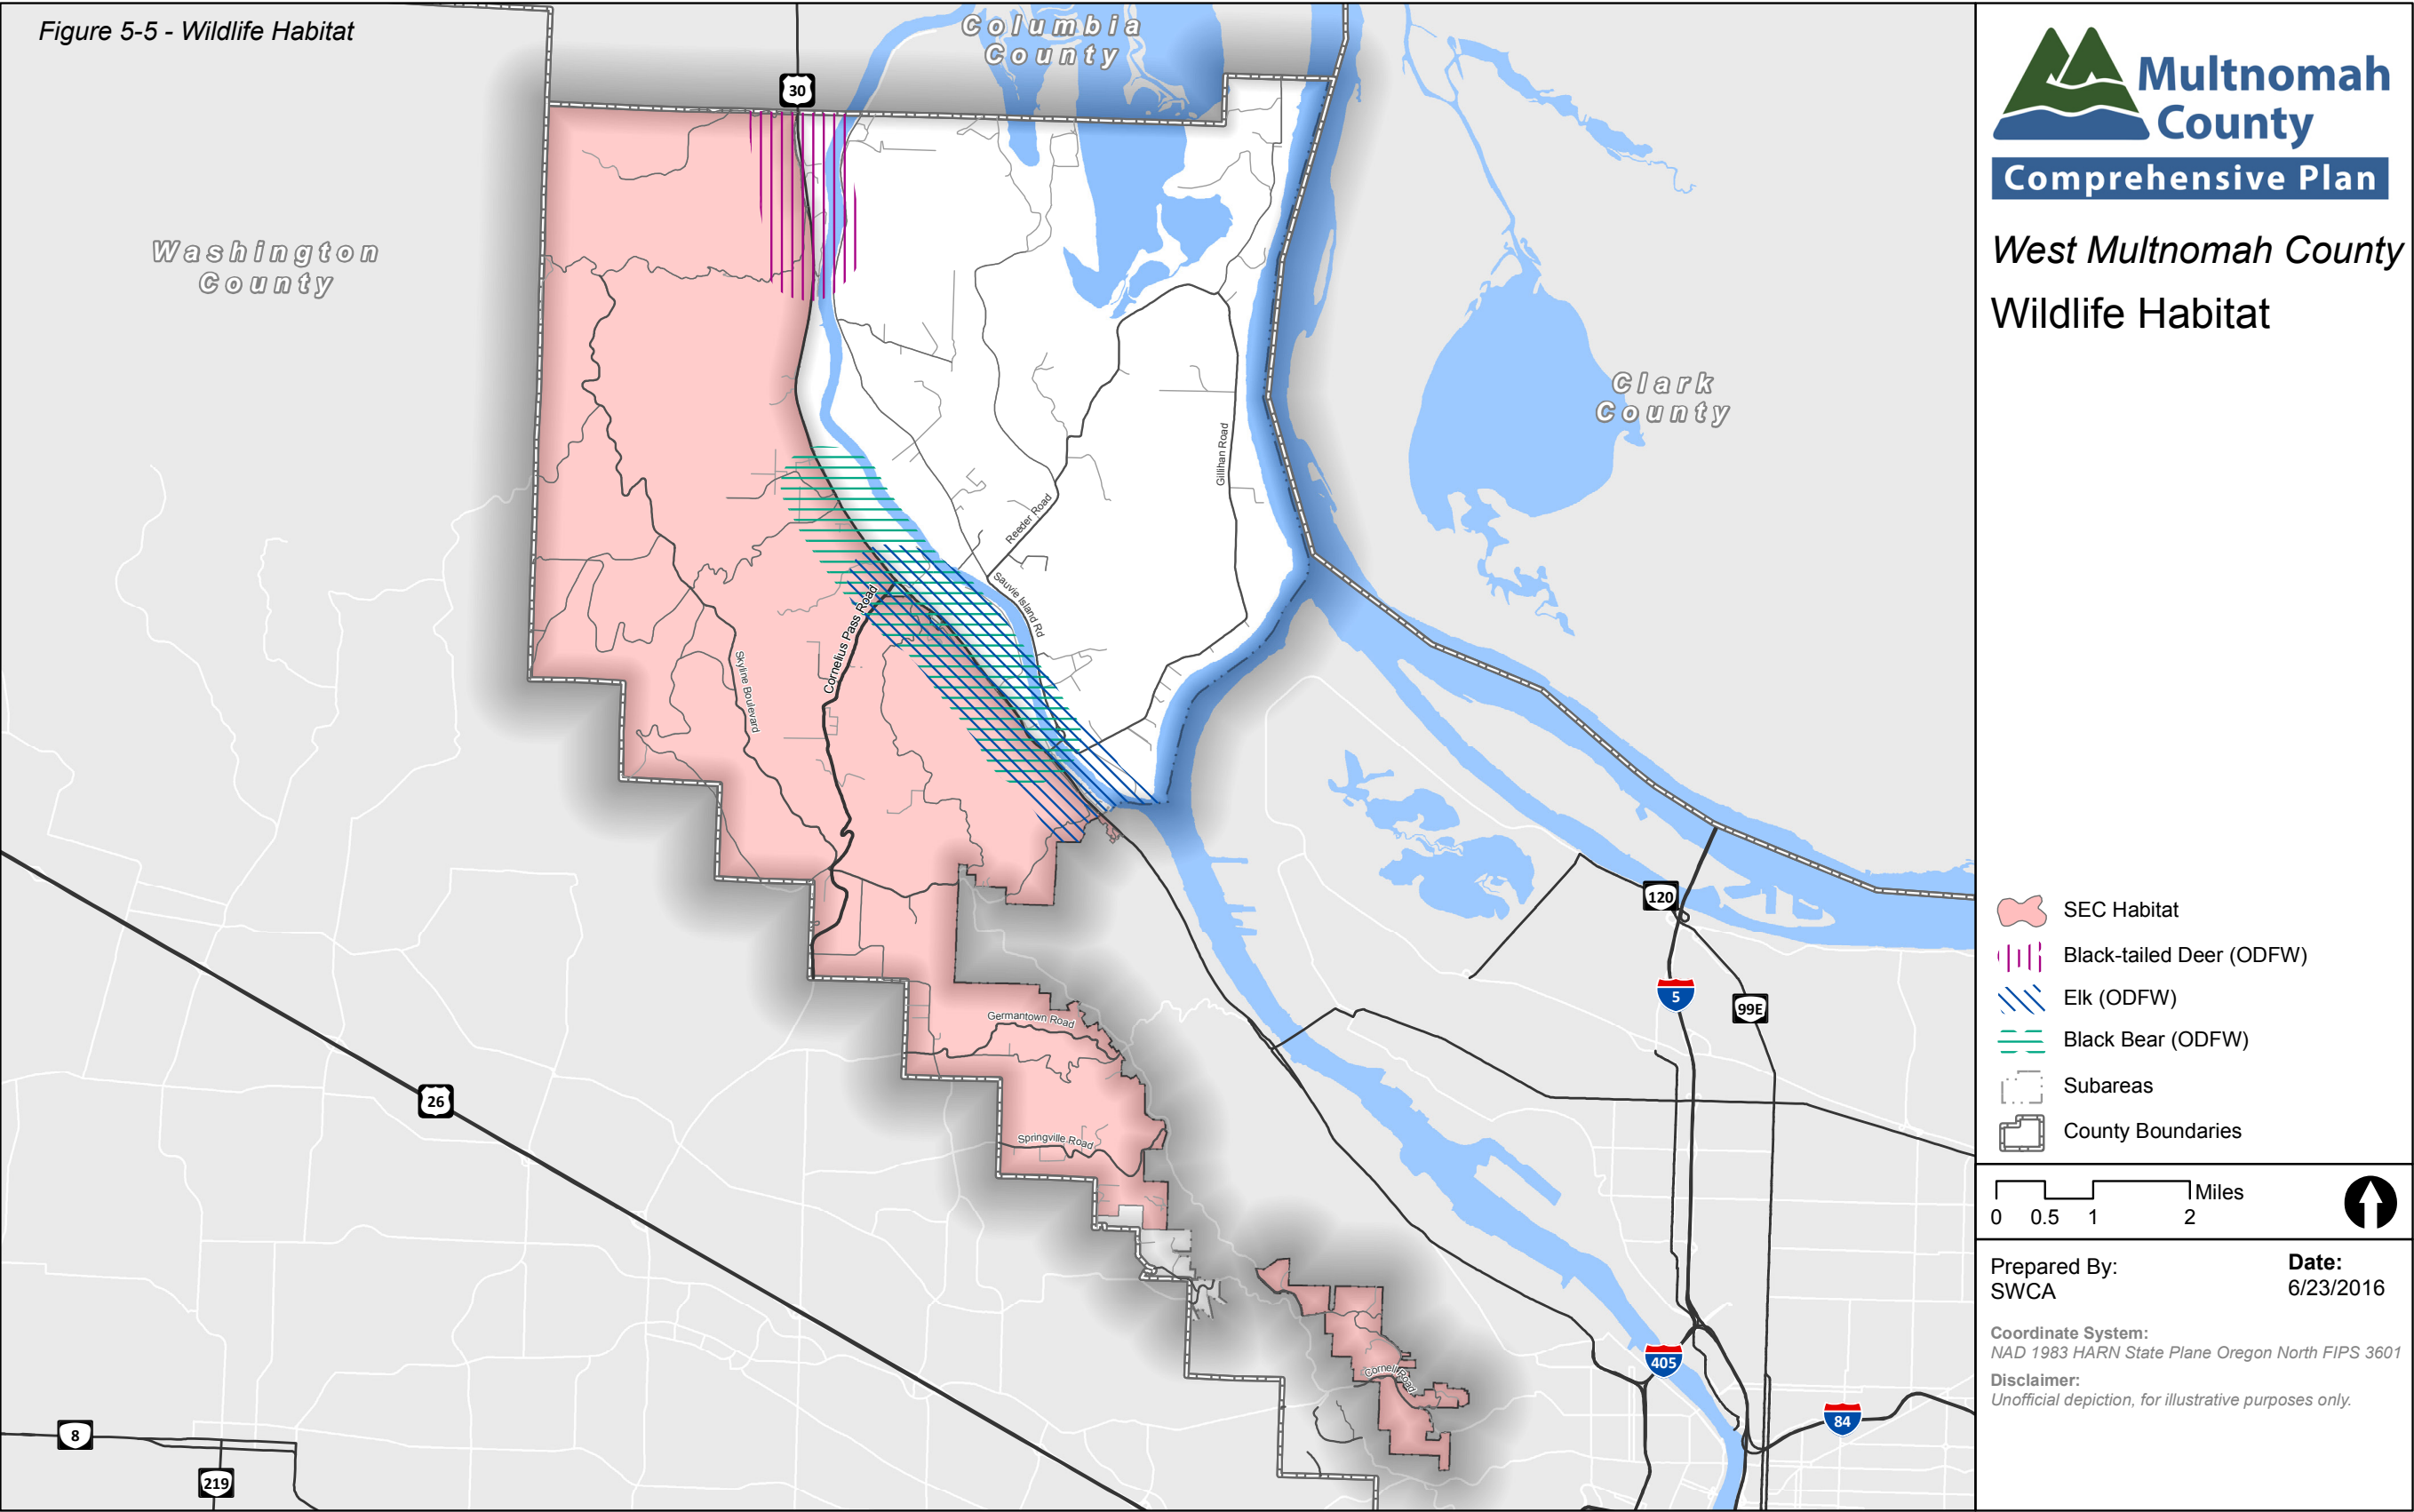 Figure 5-5 - Wildlife Habitat
Columbia
County
30
Washington
County
Clark
County
Gillihan Road
Reeder Road
Sauvie Island Rd
Cornelius Pass Road
Skyline Boulevard
120
5
99E
Germantown Road
26
Springville Road
Cornell Road
405
84
8
219
Multnomah
County
Comprehensive Plan
West Multnomah County
Wildlife Habitat
SEC Habitat
Black-tailed Deer (ODFW)
Elk (ODFW)
Black Bear (ODFW)
Subareas
County Boundaries
Miles
0 0.5 1 2
Prepared By:
SWCA
Date:
6/23/2016
Coordinate System:
NAD 1983 HARN State Plane Oregon North FIPS 3601
Disclaimer:
Unofficial depiction, for illustrative purposes only.